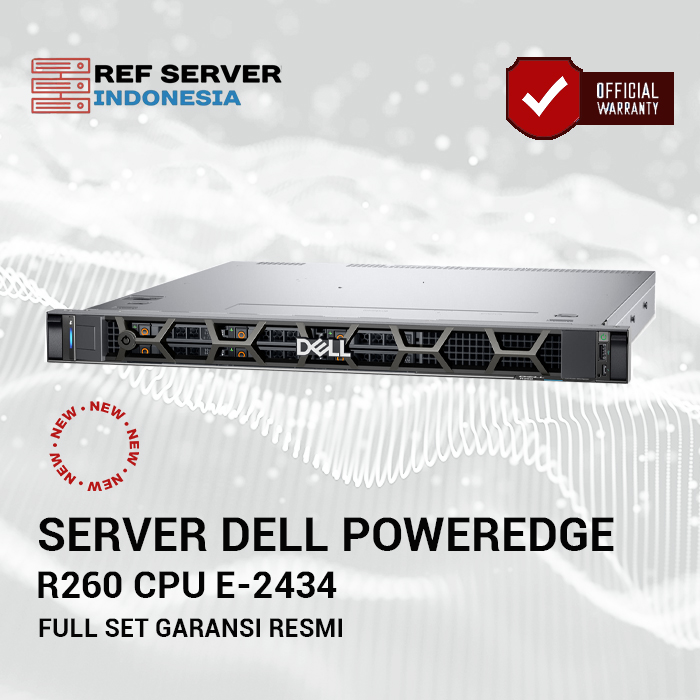 REF SERVER
INDONESIA
OFFICIAL
WARRANTY
DELL
NEW • NEW • NEW • NEW • NEW •
SERVER DELL POWEREDGE
R260 CPU E-2434
FULL SET GARANSI RESMI